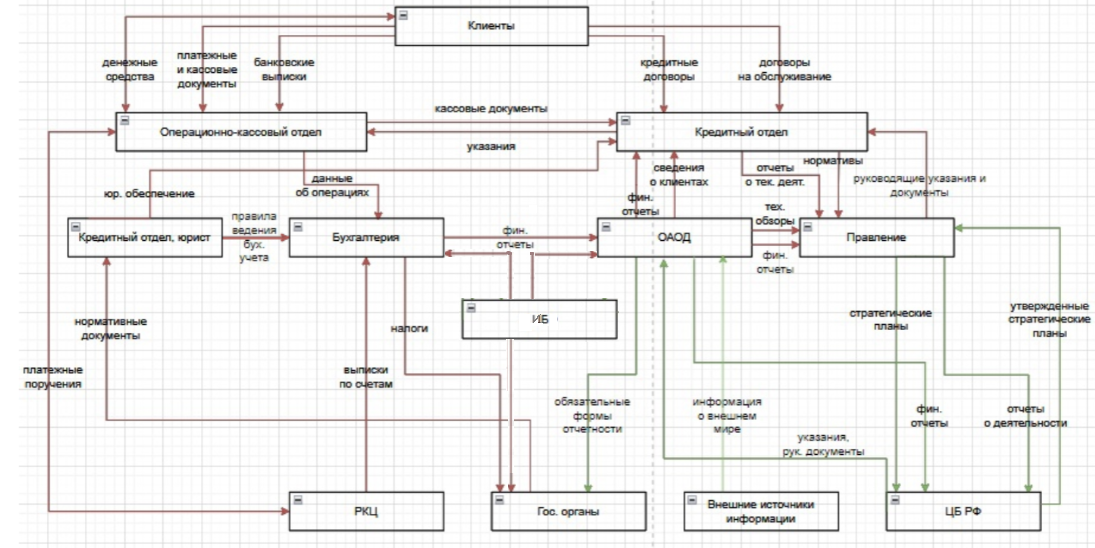 Клиенты
денежные
средства
платежные
и кассовые
документы
банковские
выписки
кредитные
договоры
договоры
на обслуживание
кассовые документы
Операционно-кассовый отдел
Кредитный отдел
указания
юр. обеспечение
данные
об операциях
фин.
отчеты
сведения
о клиентах
отчеты
о тек. деят.
нормативы
руководящие указания и
документы
Кредитный отдел, юрист
правила
ведения
бух.
учета
Бухгалтерия
фин.
отчеты
ОАОД
тех.
обзоры
фин.
отчеты
Правление
ИБ
нормативные
документы
налоги
стратегические
планы
утвержденные
стратегические
планы
платежные
поручения
выписки
по счетам
обязательные
формы
отчетности
информация
о внешнем
мире
указания,
рук. документы
фин.
отчеты
отчеты
о деятельности
РКЦ
Гос. органы
Внешние источники
информации
ЦБ РФ